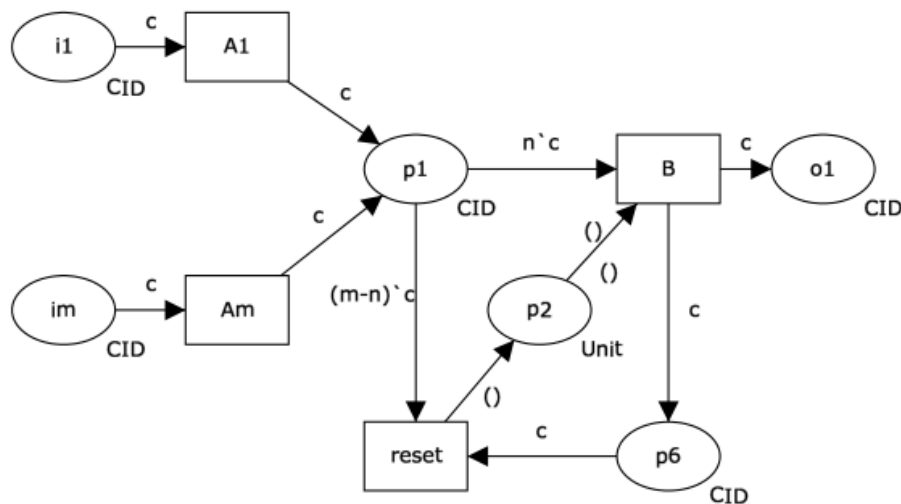 c
i1
A1
CID
c
n`c
c
p1
B
o1
CID
CID
c
()
c
(m-n)`c
()
im
Am
p2
c
CID
Unit
()
c
reset
p6
CID